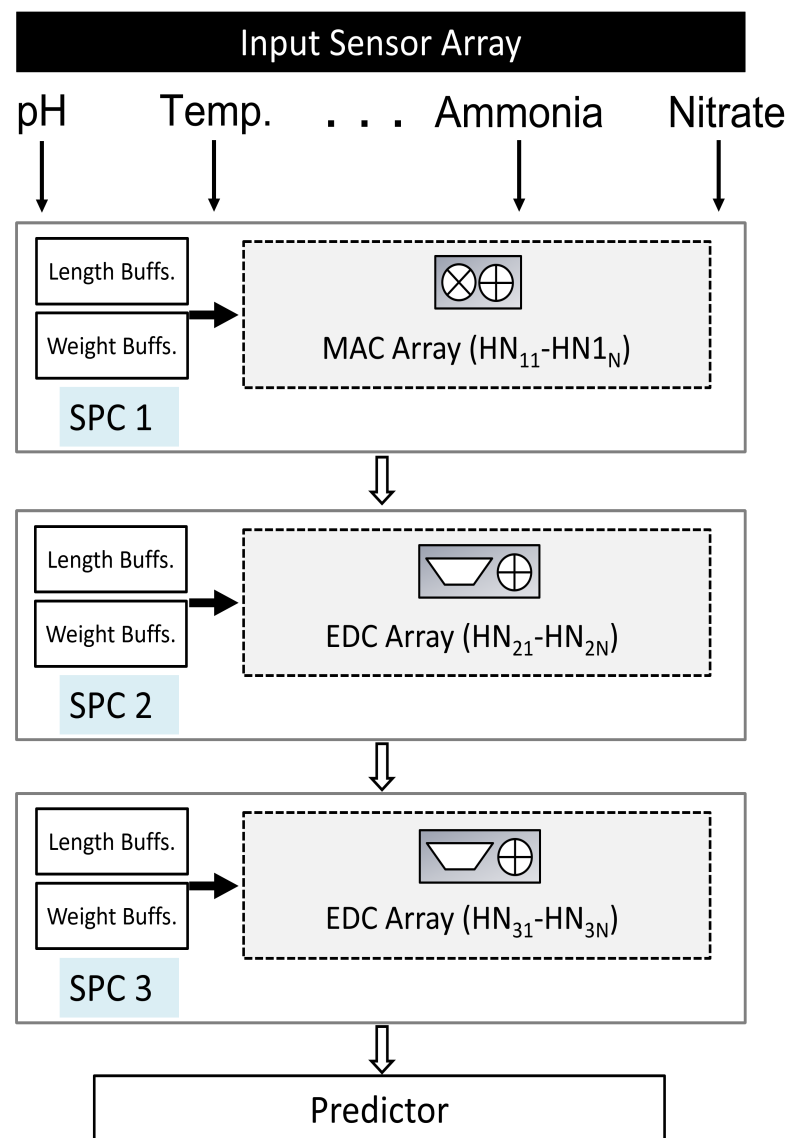 Input Sensor Array
pH Temp. . . . Ammonia Nitrate
Length Buffs.
Weight Buffs.
SPC 1
MAC Array (HN11-HN1N)
Length Buffs.
Weight Buffs.
SPC 2
EDC Array (HN21-HN2N)
Length Buffs.
Weight Buffs.
SPC 3
EDC Array (HN31-HN3N)
Predictor